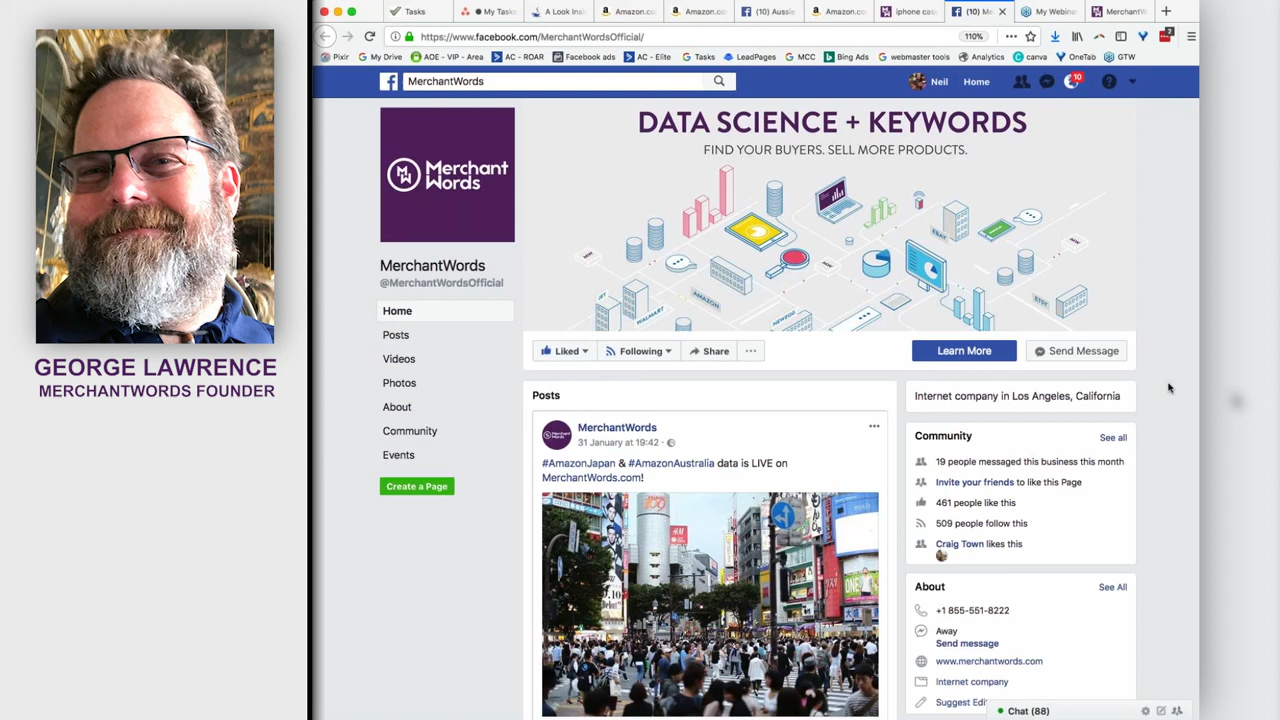 Tasks
My Tasks
A Look Insi
Amazon.co
Amazon.co
(10) Aussie
Amazon.co
iphone cas
(10) Me
My Webinar
MerchantW
https://www.facebook.com/MerchantWordsOfficial/
110%
Pixlr
My Drive
AOE - VIP - Area
AC - ROAR
Facebook ads
AC - Elite
Tasks
LeadPages
MCC
Bing Ads
webmaster tools
Analytics
canva
OneTab
GTW
MerchantWords
Neil
Home
10
Merchant
Words
DATA SCIENCE + KEYWORDS
FIND YOUR BUYERS. SELL MORE PRODUCTS.
EBAY
JET
WALMART
AMAZON
NEWEGG
ETSY
GEORGE LAWRENCE
MERCHANTWORDS FOUNDER
MerchantWords
@MerchantWordsOfficial
Home
Posts
Videos
Photos
About
Community
Events
Create a Page
Liked
Following
Share
Learn More
Send Message
Posts
MerchantWords
31 January at 19:42
#AmazonJapan & #AmazonAustralia data is LIVE on
MerchantWords.com!
H&M
Internet company in Los Angeles, California
Community
See all
19 people messaged this business this month
Invite your friends to like this Page
461 people like this
509 people follow this
Craig Town likes this
About
See All
+1 855-551-8222
Away
Send message
www.merchantwords.com
Internet company
Suggest Edi
Chat (88)